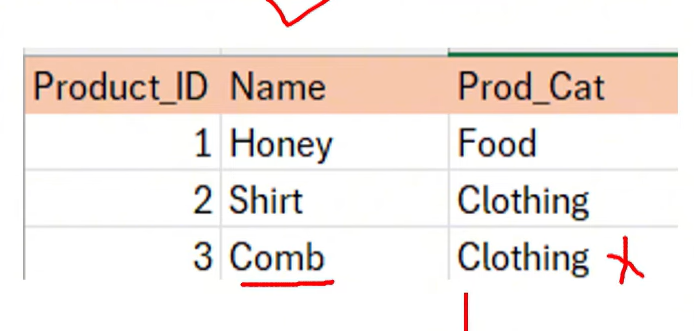 Product_ID Name Prod_Cat
1 Honey Food
2 Shirt Clothing
3 Comb Clothing